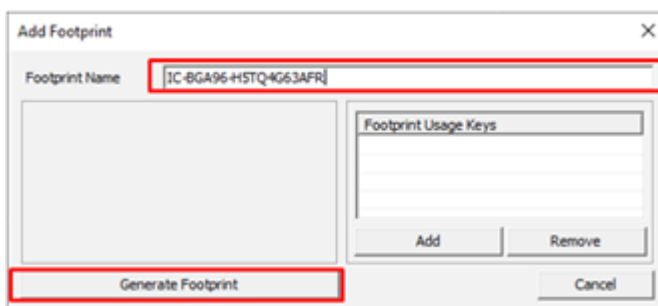 Add Footprint
Footprint Name IC-BGA96-H5TQ4G63AFR
Footprint Usage Keys
Add Remove
Generate Footprint Cancel